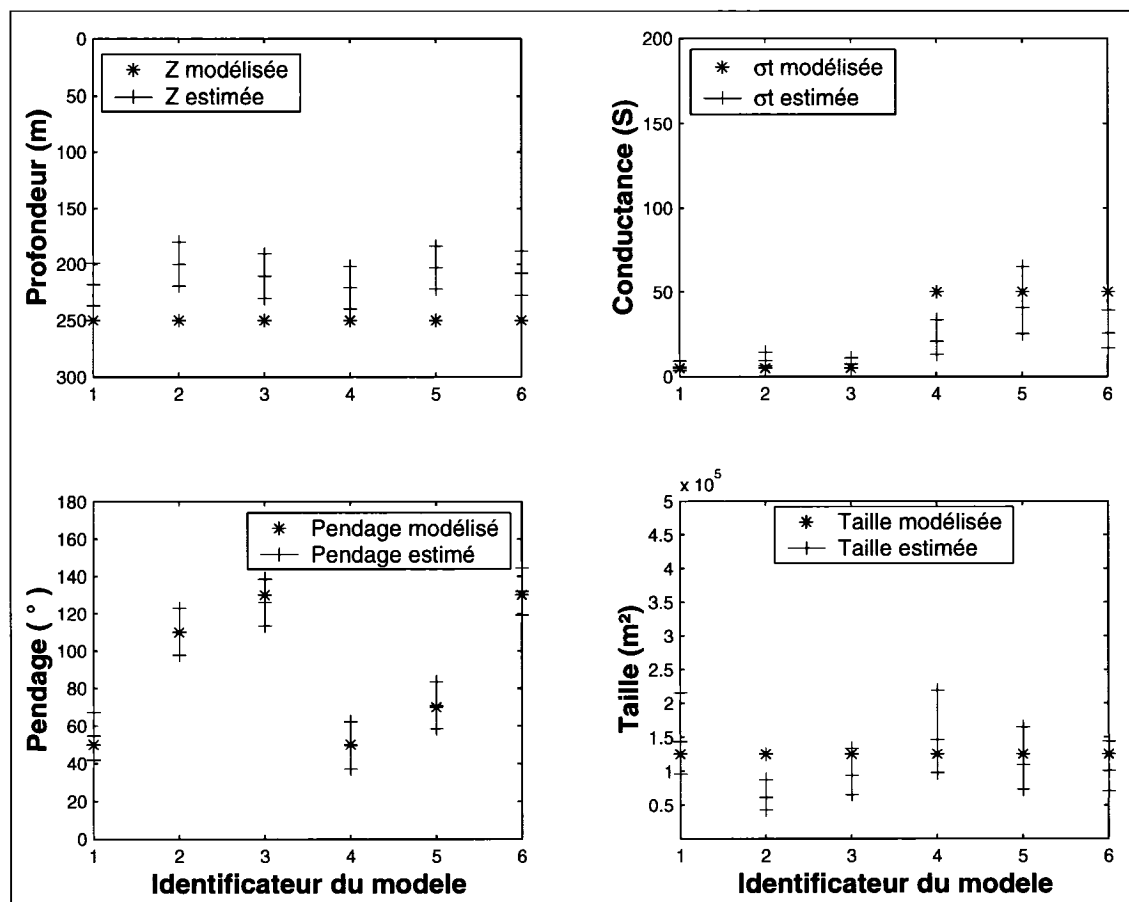 Profondeur (m)
0
50
100
150
200
250
300
Z modélisée
Z estimée
1 2 3 4 5 6
Conductance (S)
200
150
100
50
0
σt modélisée
σt estimée
1 2 3 4 5 6
Pendage ( ° )
180
160
140
120
100
80
60
40
20
0
Pendage modélisé
Pendage estimé
1 2 3 4 5 6
Identificateur du modele
Taille (m²)
x 10⁵
5
4.5
4
3.5
3
2.5
2
1.5
1
0.5
Taille modélisée
Taille estimée
1 2 3 4 5 6
Identificateur du modele